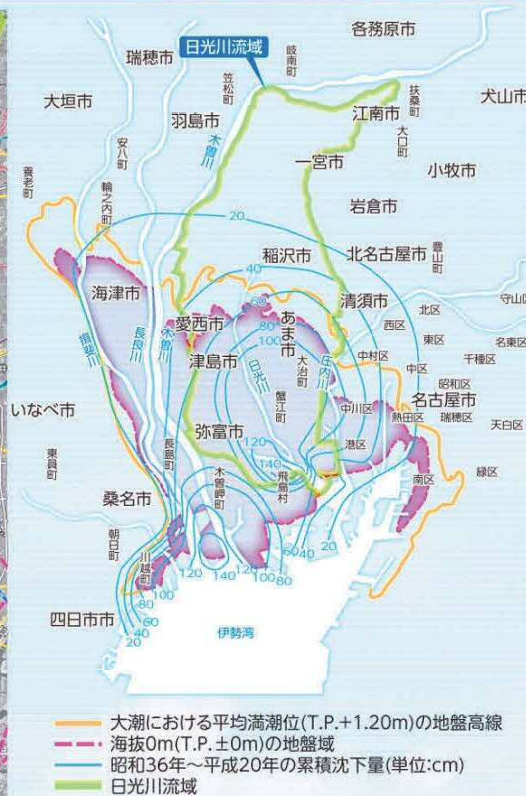 各務原市
瑞穂市
岐南町
日光川流域
笠松町
大垣市
扶桑町
犬山市
羽島市
江南市
安八町
大口町
木曽川
一宮市
小牧市
養老町
輪之内町
岩倉市
20
稲沢市
北名古屋市
豊山町
40
海津市
60
清須市
守山区
北区
愛西市
あま市
西区
80
東区
名東区
揖斐川
長良川
木曽川
100
津島市
日光川
大治町
庄内川
中村区
中区
千種区
昭和区
名古屋市
いなべ市
蟹江町
中川区
熱田区
瑞穂区
天白区
弥富市
港区
東員町
長島町
120
緑区
木曽岬町
140
飛島村
南区
桑名市
朝日町
川越町
20
60
40
120
100
140
120
100
80
80
四日市市
60
40
20
伊勢湾
大潮における平均満潮位(T.P.+1.20m)の地盤高線
海抜0m(T.P.±0m)の地盤域
昭和36年～平成20年の累積沈下量(単位:cm)
日光川流域